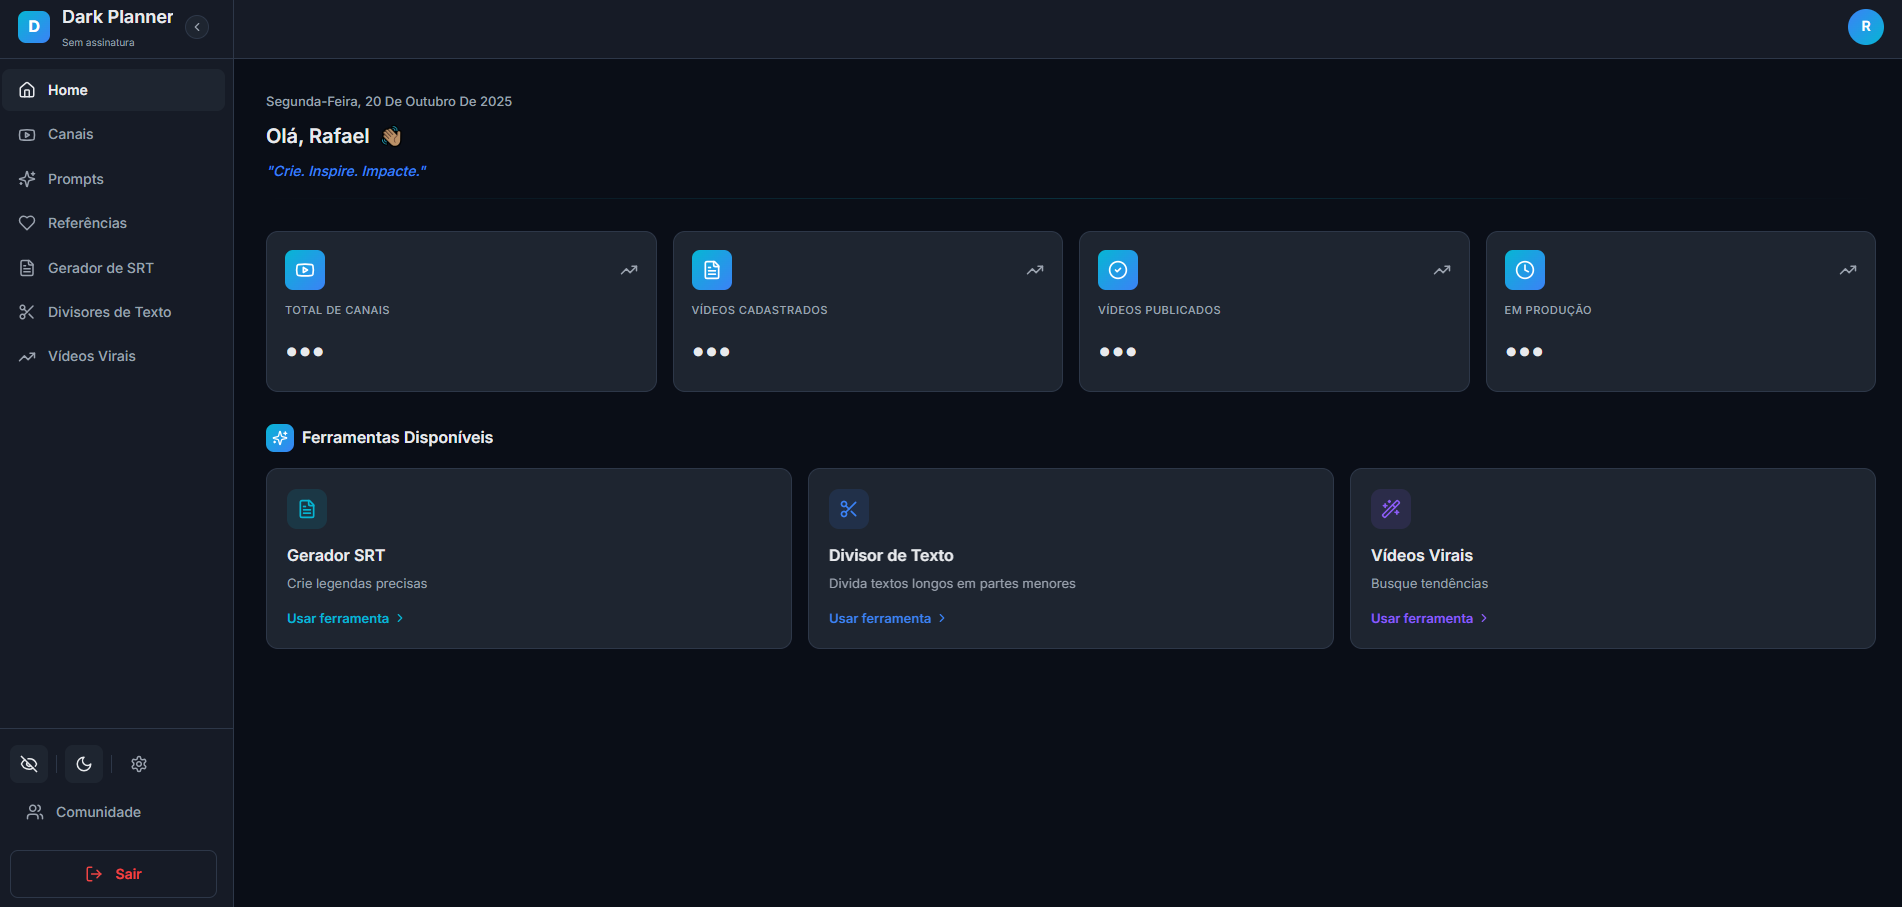 D
Dark Planner
Sem assinatura
R
Home
Canais
Prompts
Referências
Gerador de SRT
Divisores de Texto
Vídeos Virais
Comunidade
Sair
Segunda-Feira, 20 De Outubro De 2025
Olá, Rafael 👋🏽
"Crie. Inspire. Impacte."
TOTAL DE CANAIS
●●●
VÍDEOS CADASTRADOS
●●●
VÍDEOS PUBLICADOS
●●●
EM PRODUÇÃO
●●●
Ferramentas Disponíveis
Gerador SRT
Crie legendas precisas
Usar ferramenta
Divisor de Texto
Divida textos longos em partes menores
Usar ferramenta
Vídeos Virais
Busque tendências
Usar ferramenta